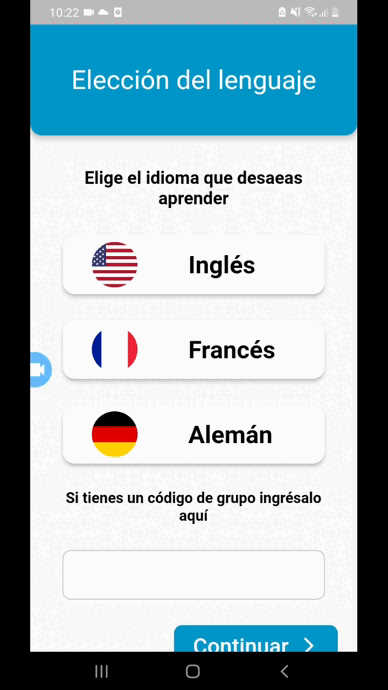 10:22
Elección del lenguaje
Elige el idioma que desaeas
aprender
Inglés
Francés
Alemán
Si tienes un código de grupo ingrésalo
aquí
Continuar